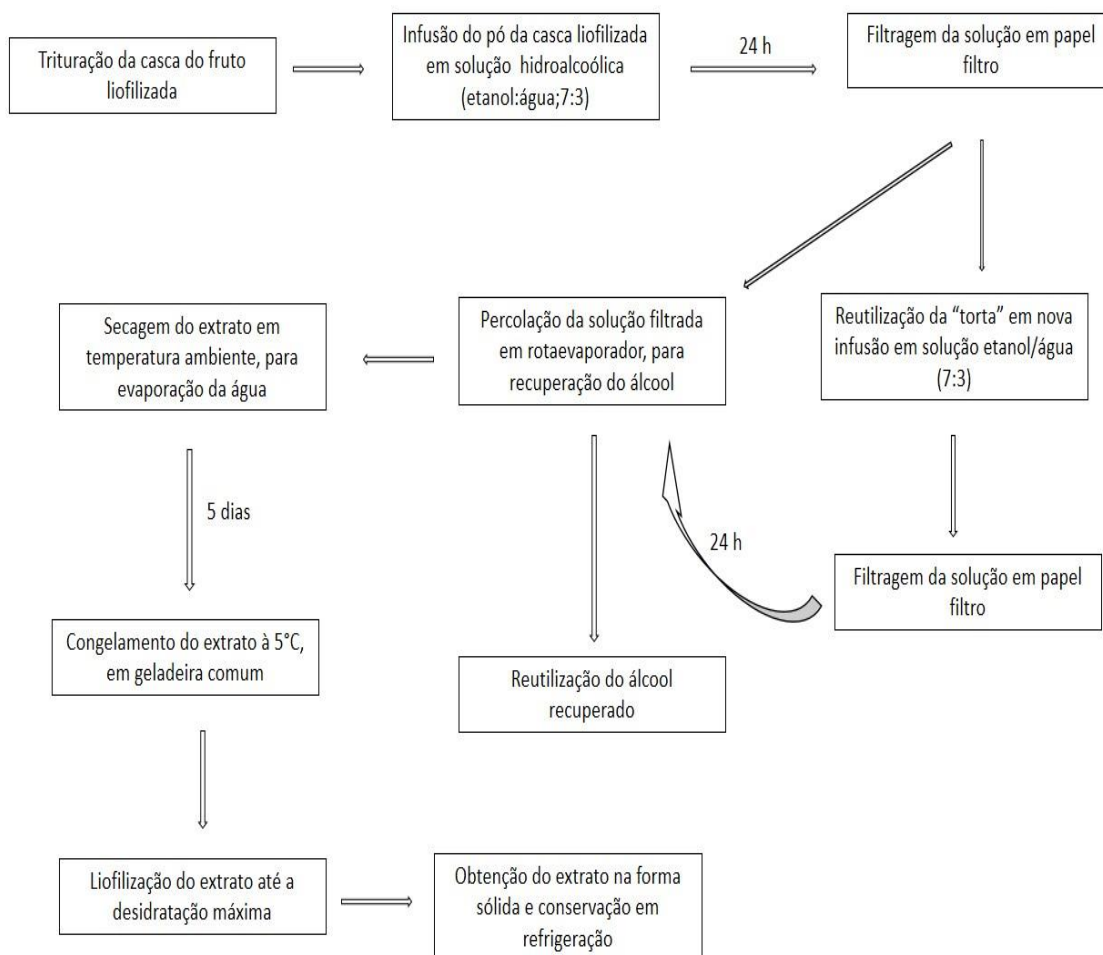 Trituração da casca do fruto
liofilizada
Infusão do pó da casca liofilizada
em solução hidroalcoólica
(etanol:água;7:3)
24 h
Filtragem da solução em papel
filtro
Secagem do extrato em
temperatura ambiente, para
evaporação da água
Percolação da solução filtrada
em rotaevaporador, para
recuperação do álcool
Reutilização da “torta” em nova
infusão em solução etanol/água
(7:3)
5 dias
24 h
Filtragem da solução em papel
filtro
Congelamento do extrato à 5°C,
em geladeira comum
Reutilização do álcool
recuperado
Liofilização do extrato até a
desidratação máxima
Obtenção do extrato na forma
sólida e conservação em
refrigeração